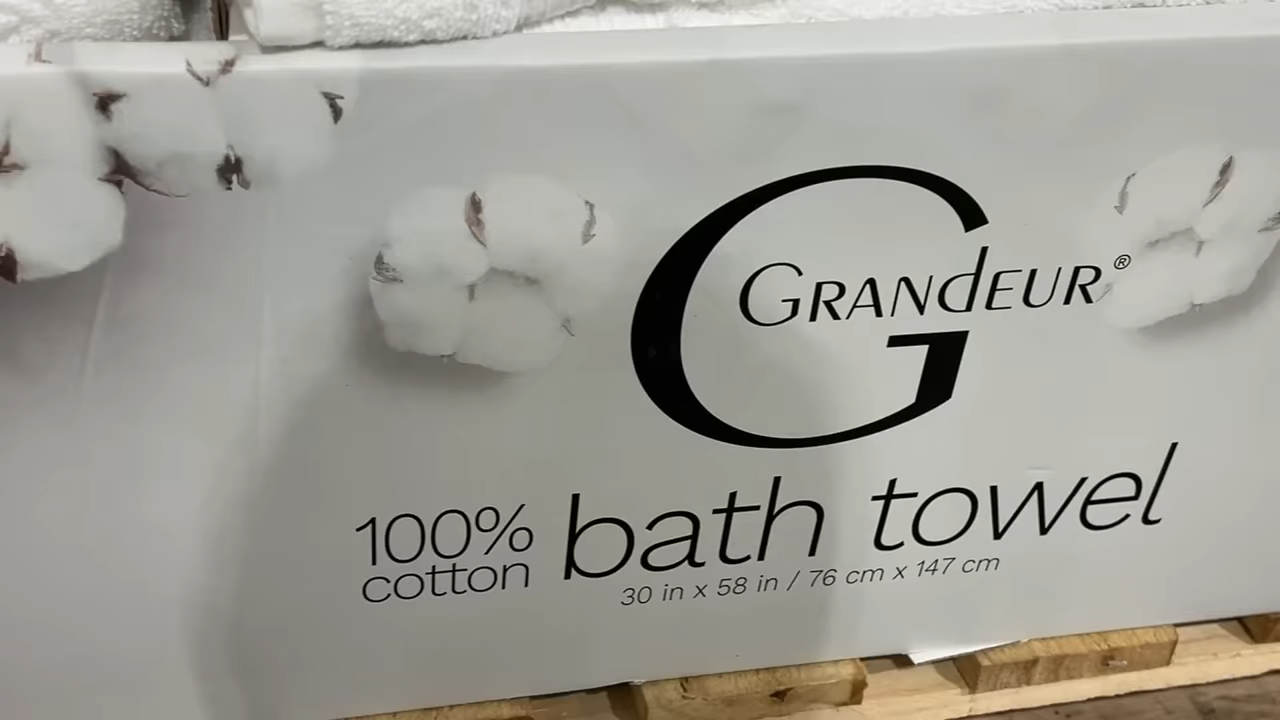 G
GRANdEUR®
100% cotton
bath towel
30 in x 58 in / 76 cm x 147 cm